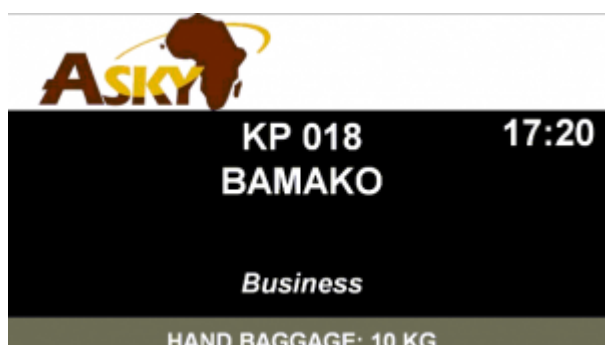 ASKY
KP 018 17:20
BAMAKO
Business
HAND BAGGAGE: 10 KG